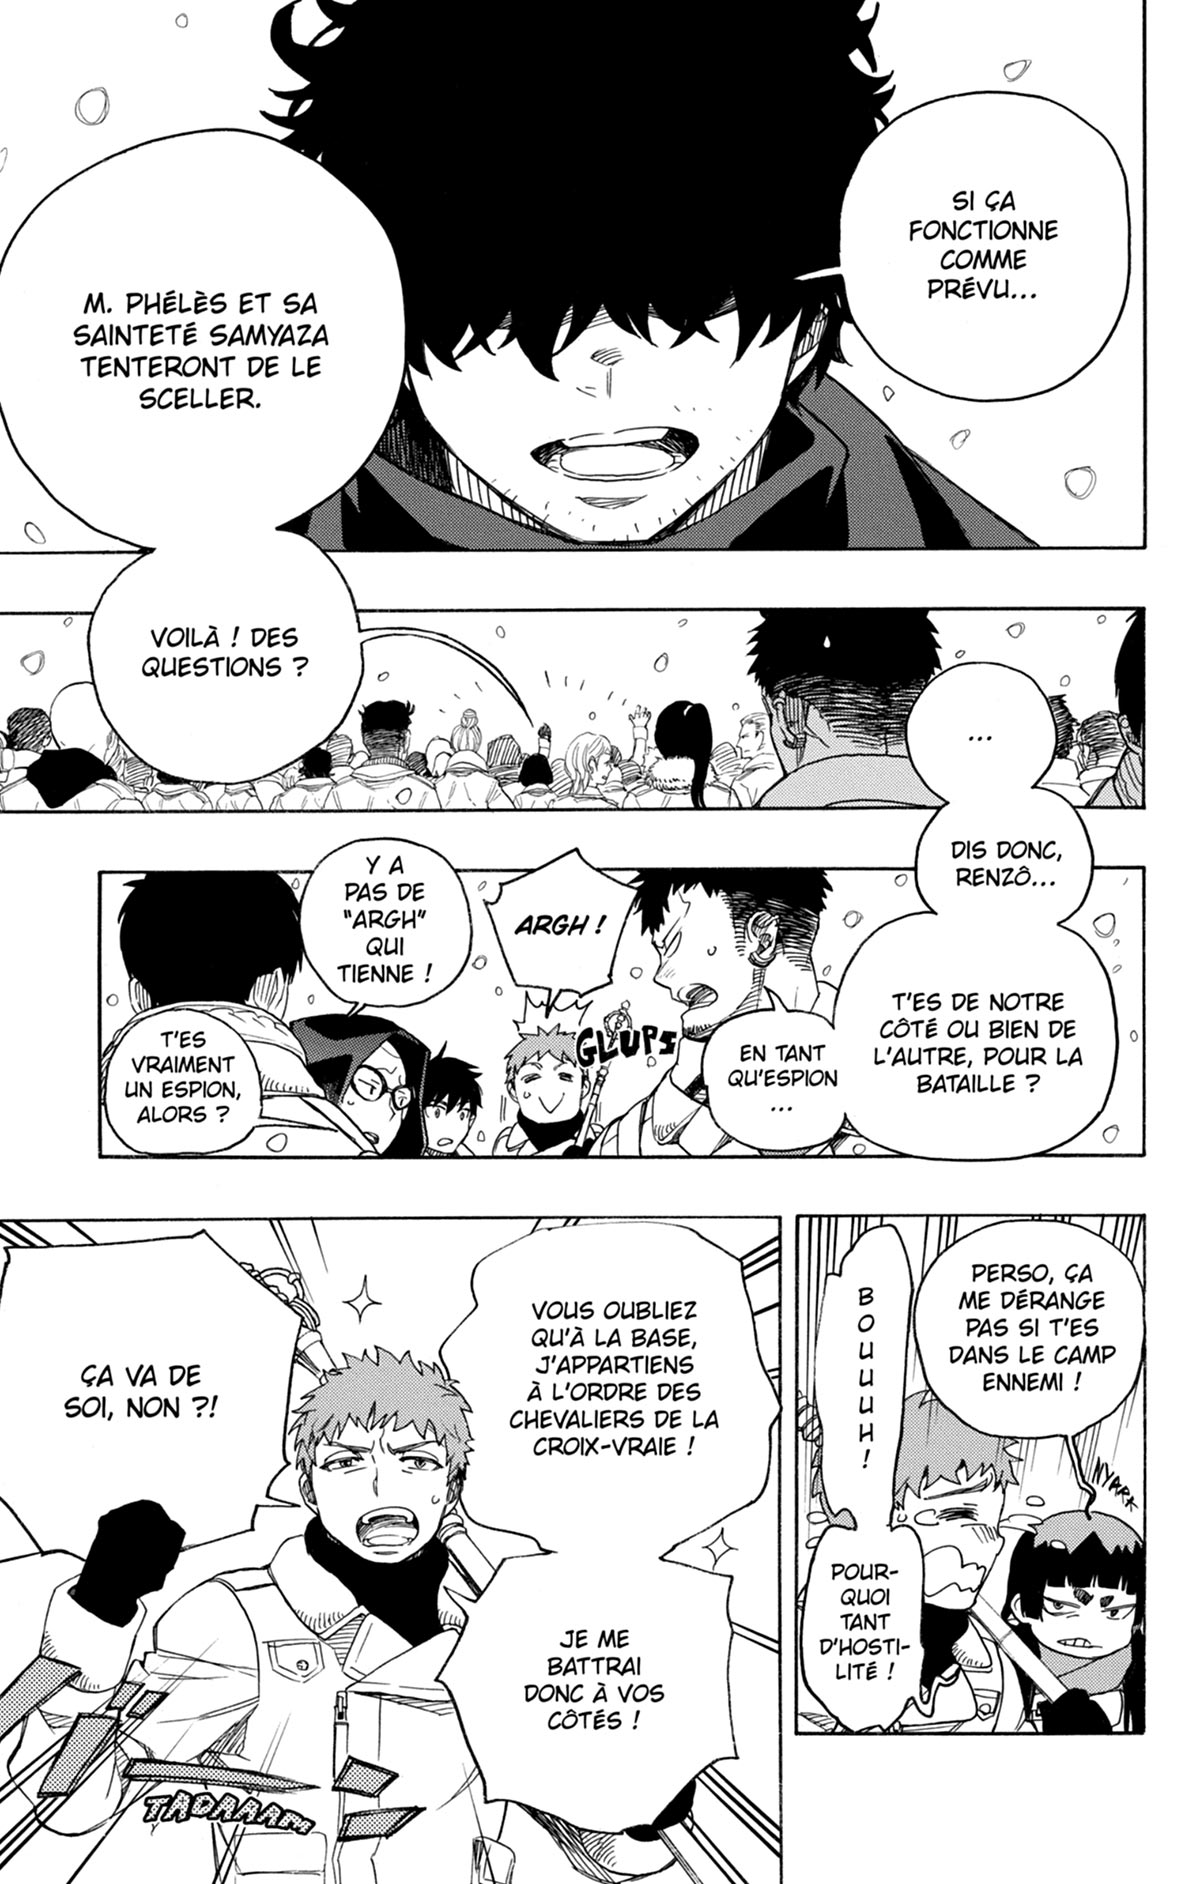 SI ÇA
FONCTIONNE
COMME
PRÉVU...
M. PHÉLÈS ET SA
SAINTETÉ SAMYAZA
TENTERONT DE LE
SCELLER.
VOILÀ ! DES
QUESTIONS ?
...
DIS DONC,
RENZÔ...
T'ES DE NOTRE
CÔTÉ OU BIEN DE
L'AUTRE, POUR LA
BATAILLE ?
EN TANT
QU'ESPION
...
GLUPS
ARGH !
Y A
PAS DE
"ARGH"
QUI
TIENNE !
T'ES
VRAIMENT
UN ESPION,
ALORS ?
PERSO, ÇA
ME DÉRANGE
PAS SI T'ES
DANS LE CAMP
ENNEMI !
NYARK
BOUUUH !
POUR-
QUOI
TANT
D'HOSTI-
LITÉ !
VOUS OUBLIEZ
QU'À LA BASE,
J'APPARTIENS
À L'ORDRE DES
CHEVALIERS DE LA
CROIX-VRAIE !
JE ME
BATTRAI
DONC À VOS
CÔTÉS !
ÇA VA DE
SOI, NON ?!
TADAAAM